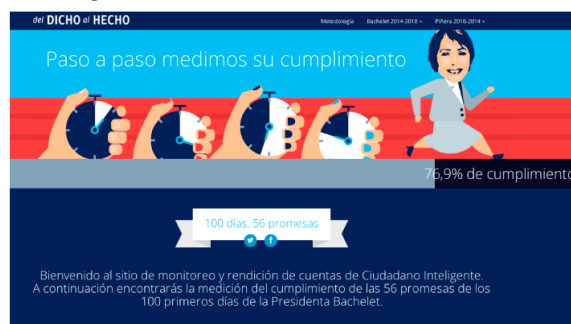 del DICHO al HECHO
Metodología Bachelet 2014-2018 Piñera 2010-2014
Paso a paso medimos su cumplimiento
76,9% de cumplimiento
100 días, 56 promesas
Bienvenido al sitio de monitoreo y rendición de cuentas de Ciudadano Inteligente.
A continuación encontrarás la medición del cumplimiento de las 56 promesas de los
100 primeros días de la Presidenta Bachelet.